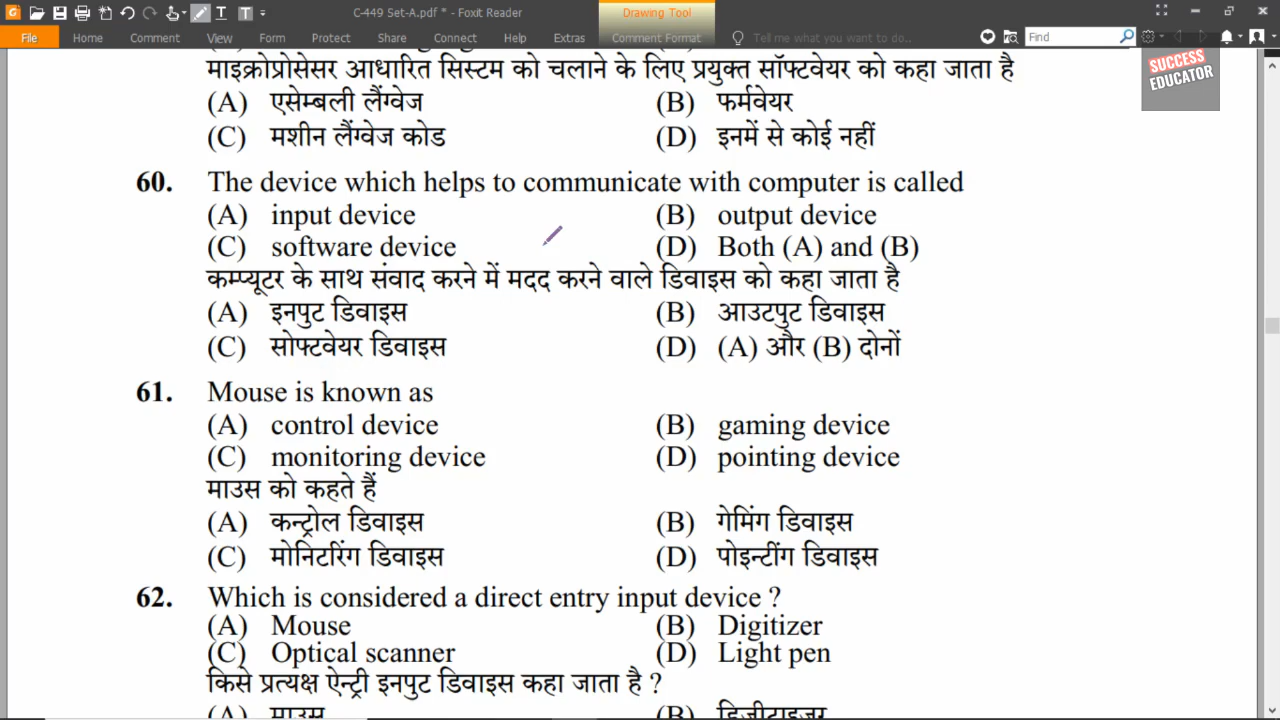 C-449 Set-A.pdf * - Foxit Reader
Drawing Tool
File Home Comment View Form Protect Share Connect Help Extras Comment Format Tell me what you want to do.. Find
SUCCESS
EDUCATOR
माइक्रोप्रोसेसर आधारित सिस्टम को चलाने के लिए प्रयुक्त सॉफ्टवेयर को कहा जाता है
(A) एसेम्बली लैंग्वेज (B) फर्मवेयर
(C) मशीन लैंग्वेज कोड (D) इनमें से कोई नहीं
60. The device which helps to communicate with computer is called
(A) input device (B) output device
(C) software device (D) Both (A) and (B)
कम्प्यूटर के साथ संवाद करने में मदद करने वाले डिवाइस को कहा जाता है
(A) इनपुट डिवाइस (B) आउटपुट डिवाइस
(C) सोफ्टवेयर डिवाइस (D) (A) और (B) दोनों
61. Mouse is known as
(A) control device (B) gaming device
(C) monitoring device (D) pointing device
माउस को कहते हैं
(A) कन्ट्रोल डिवाइस (B) गेमिंग डिवाइस
(C) मोनिटरिंग डिवाइस (D) पोइन्टींग डिवाइस
62. Which is considered a direct entry input device ?
(A) Mouse (B) Digitizer
(C) Optical scanner (D) Light pen
किसे प्रत्यक्ष ऐन्ट्री इनपुट डिवाइस कहा जाता है ?
(A) माउस (B) डिजीटाइजर